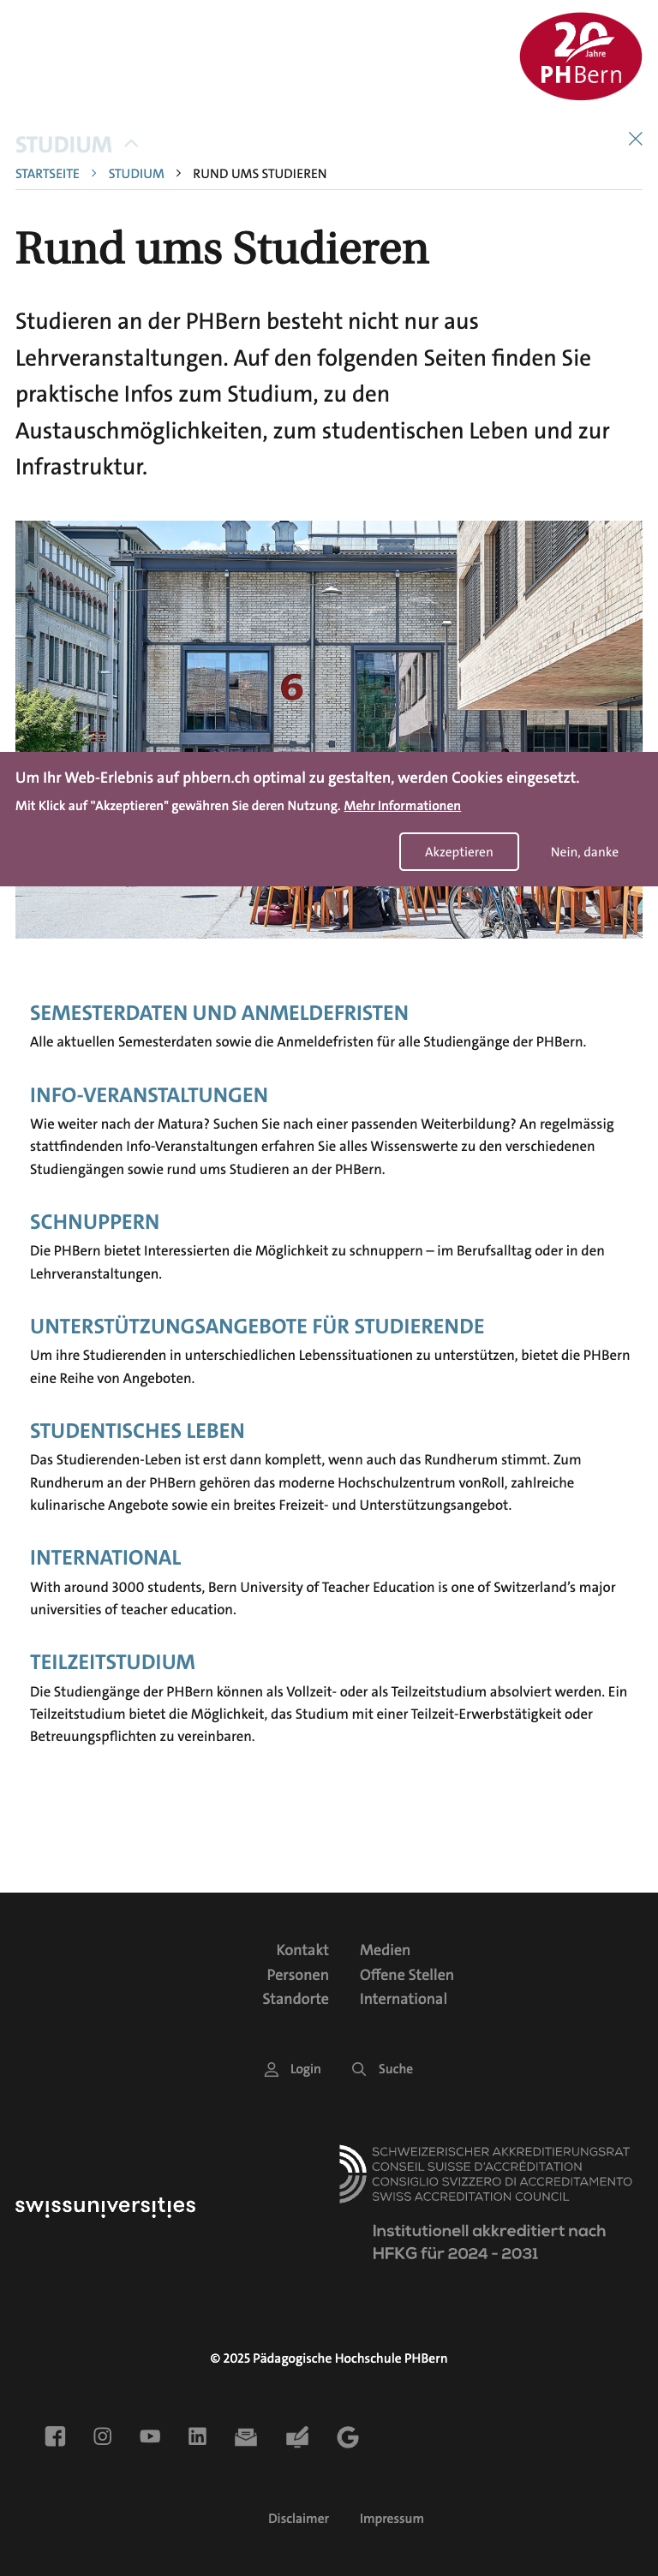 20
Jahre
PHBern
STUDIUM
STARTSEITE STUDIUM RUND UMS STUDIEREN
Rund ums Studieren
Studieren an der PHBern besteht nicht nur aus
Lehrveranstaltungen. Auf den folgenden Seiten finden Sie
praktische Infos zum Studium, zu den
Austauschmöglichkeiten, zum studentischen Leben und zur
Infrastruktur.
6
Um Ihr Web-Erlebnis auf phbern.ch optimal zu gestalten, werden Cookies eingesetzt.
Mit Klick auf "Akzeptieren" gewähren Sie deren Nutzung. Mehr Informationen
Akzeptieren Nein, danke
SEMESTERDATEN UND ANMELDEFRISTEN
Alle aktuellen Semesterdaten sowie die Anmeldefristen für alle Studiengänge der PHBern.
INFO-VERANSTALTUNGEN
Wie weiter nach der Matura? Suchen Sie nach einer passenden Weiterbildung? An regelmässig
stattfindenden Info-Veranstaltungen erfahren Sie alles Wissenswerte zu den verschiedenen
Studiengängen sowie rund ums Studieren an der PHBern.
SCHNUPPERN
Die PHBern bietet Interessierten die Möglichkeit zu schnuppern – im Berufsalltag oder in den
Lehrveranstaltungen.
UNTERSTÜTZUNGSANGEBOTE FÜR STUDIERENDE
Um ihre Studierenden in unterschiedlichen Lebenssituationen zu unterstützen, bietet die PHBern
eine Reihe von Angeboten.
STUDENTISCHES LEBEN
Das Studierenden-Leben ist erst dann komplett, wenn auch das Rundherum stimmt. Zum
Rundherum an der PHBern gehören das moderne Hochschulzentrum vonRoll, zahlreiche
kulinarische Angebote sowie ein breites Freizeit- und Unterstützungsangebot.
INTERNATIONAL
With around 3000 students, Bern University of Teacher Education is one of Switzerland’s major
universities of teacher education.
TEILZEITSTUDIUM
Die Studiengänge der PHBern können als Vollzeit- oder als Teilzeitstudium absolviert werden. Ein
Teilzeitstudium bietet die Möglichkeit, das Studium mit einer Teilzeit-Erwerbstätigkeit oder
Betreuungspflichten zu vereinbaren.
Kontakt Medien
Personen Offene Stellen
Standorte International
Login Suche
swissuniversities
SCHWEIZERISCHER AKKREDITIERUNGSRAT
CONSEIL SUISSE D'ACCRÉDITATION
CONSIGLIO SVIZZERO DI ACCREDITAMENTO
SWISS ACCREDITATION COUNCIL
Institutionell akkreditiert nach
HFKG für 2024 - 2031
© 2025 Pädagogische Hochschule PHBern
Disclaimer Impressum